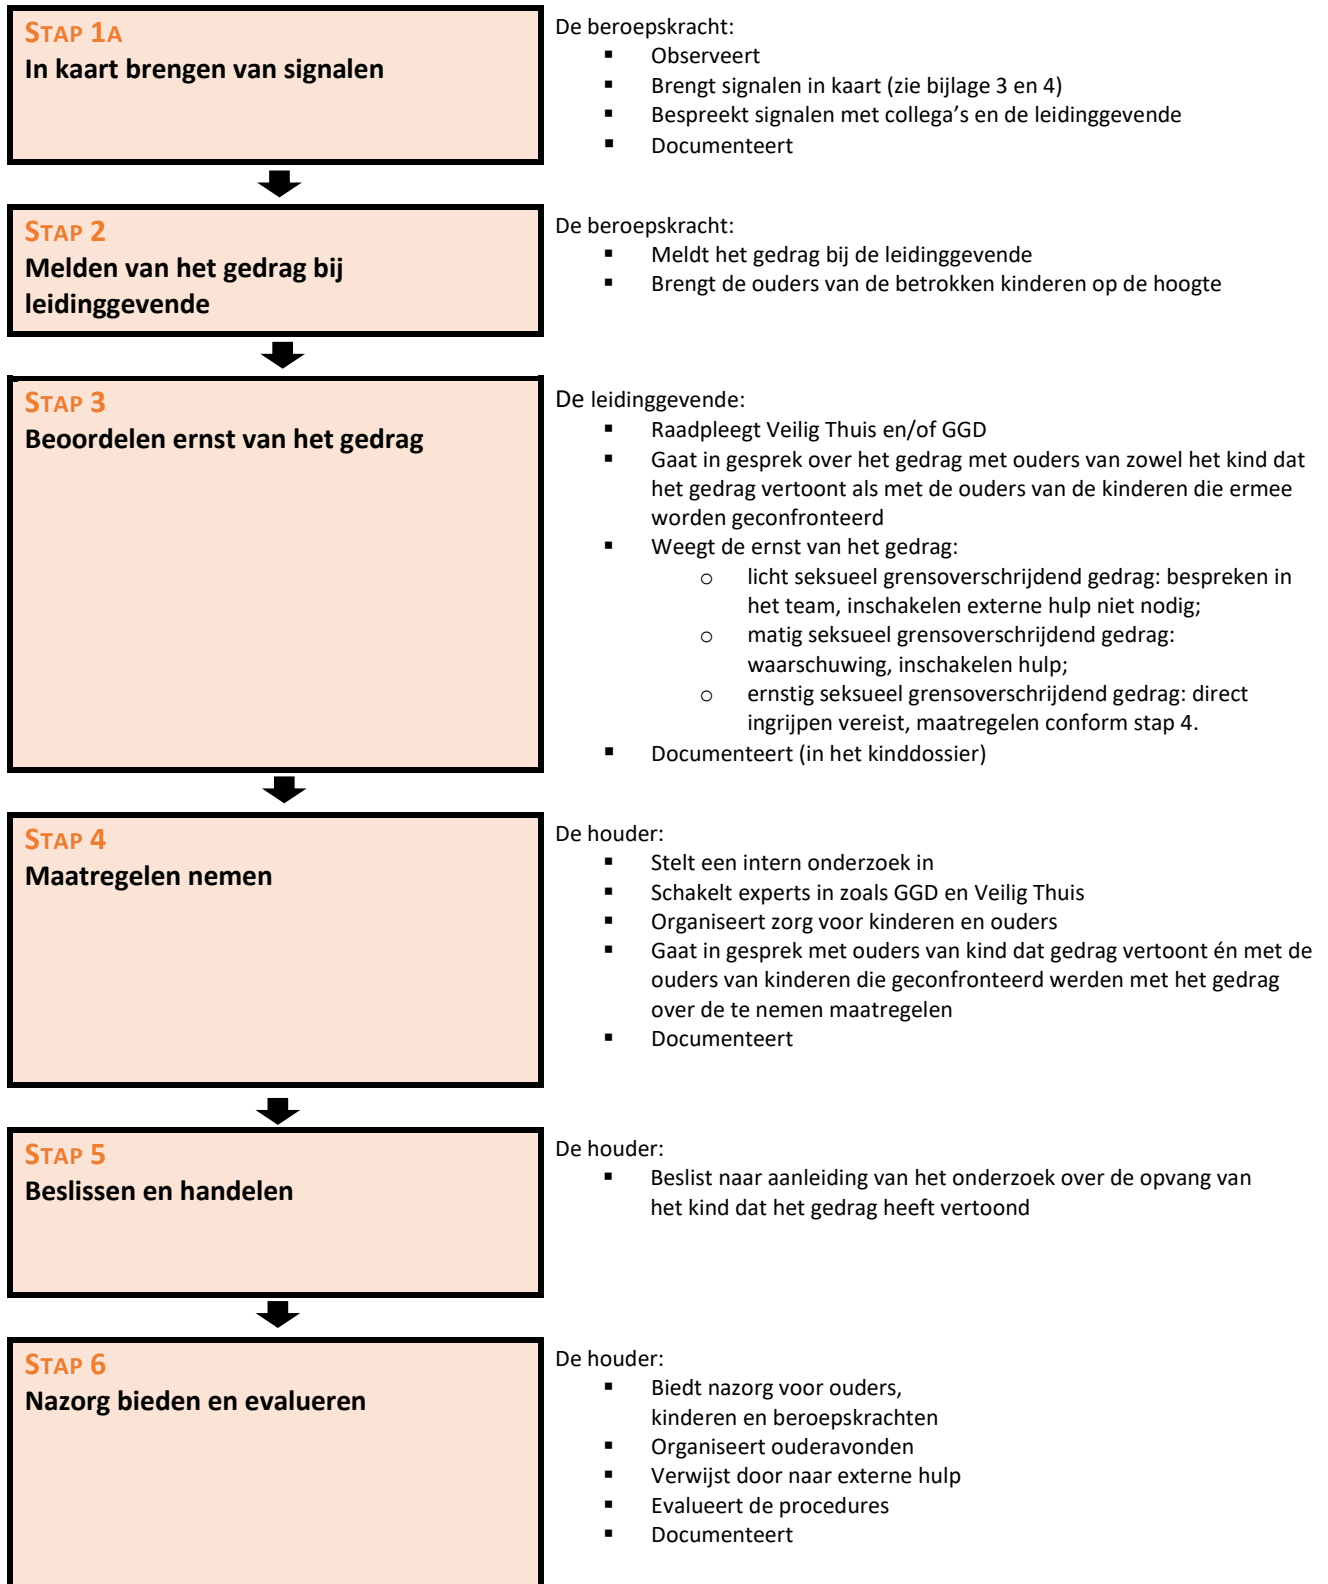 STAP 1A
In kaart brengen van signalen
De beroepskracht:
▪ Observeert
▪ Brengt signalen in kaart (zie bijlage 3 en 4)
▪ Bespreekt signalen met collega’s en de leidinggevende
▪ Documenteert
STAP 2
Melden van het gedrag bij
leidinggevende
De beroepskracht:
▪ Meldt het gedrag bij de leidinggevende
▪ Brengt de ouders van de betrokken kinderen op de hoogte
STAP 3
Beoordelen ernst van het gedrag
De leidinggevende:
▪ Raadpleegt Veilig Thuis en/of GGD
▪ Gaat in gesprek over het gedrag met ouders van zowel het kind dat
het gedrag vertoont als met de ouders van de kinderen die ermee
worden geconfronteerd
▪ Weegt de ernst van het gedrag:
o licht seksueel grensoverschrijdend gedrag: bespreken in
het team, inschakelen externe hulp niet nodig;
o matig seksueel grensoverschrijdend gedrag:
waarschuwing, inschakelen hulp;
o ernstig seksueel grensoverschrijdend gedrag: direct
ingrijpen vereist, maatregelen conform stap 4.
▪ Documenteert (in het kinddossier)
STAP 4
Maatregelen nemen
De houder:
▪ Stelt een intern onderzoek in
▪ Schakelt experts in zoals GGD en Veilig Thuis
▪ Organiseert zorg voor kinderen en ouders
▪ Gaat in gesprek met ouders van kind dat gedrag vertoont én met de
ouders van kinderen die geconfronteerd werden met het gedrag
over de te nemen maatregelen
▪ Documenteert
STAP 5
Beslissen en handelen
De houder:
▪ Beslist naar aanleiding van het onderzoek over de opvang van
het kind dat het gedrag heeft vertoond
STAP 6
Nazorg bieden en evalueren
De houder:
▪ Biedt nazorg voor ouders,
kinderen en beroepskrachten
▪ Organiseert ouderavonden
▪ Verwijst door naar externe hulp
▪ Evalueert de procedures
▪ Documenteert